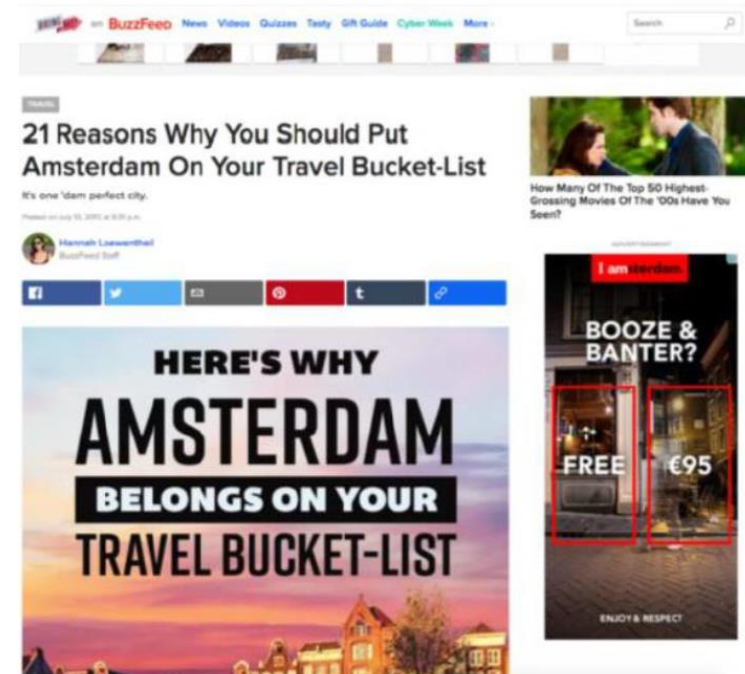 on BuzzFeed News Videos Quizzes Tasty Gift Guide Cyber Week More
Search
TRAVEL
21 Reasons Why You Should Put
Amsterdam On Your Travel Bucket-List
It's one 'dam perfect city.
Hannah Loewentheil
BuzzFeed Staff
HERE'S WHY
AMSTERDAM
BELONGS ON YOUR
TRAVEL BUCKET-LIST
How Many Of The Top 50 Highest-
Grossing Movies Of The '00s Have You
Seen?
ADVERTISEMENT
I amsterdam.
BOOZE &
BANTER?
FREE €95
ENJOY & RESPECT